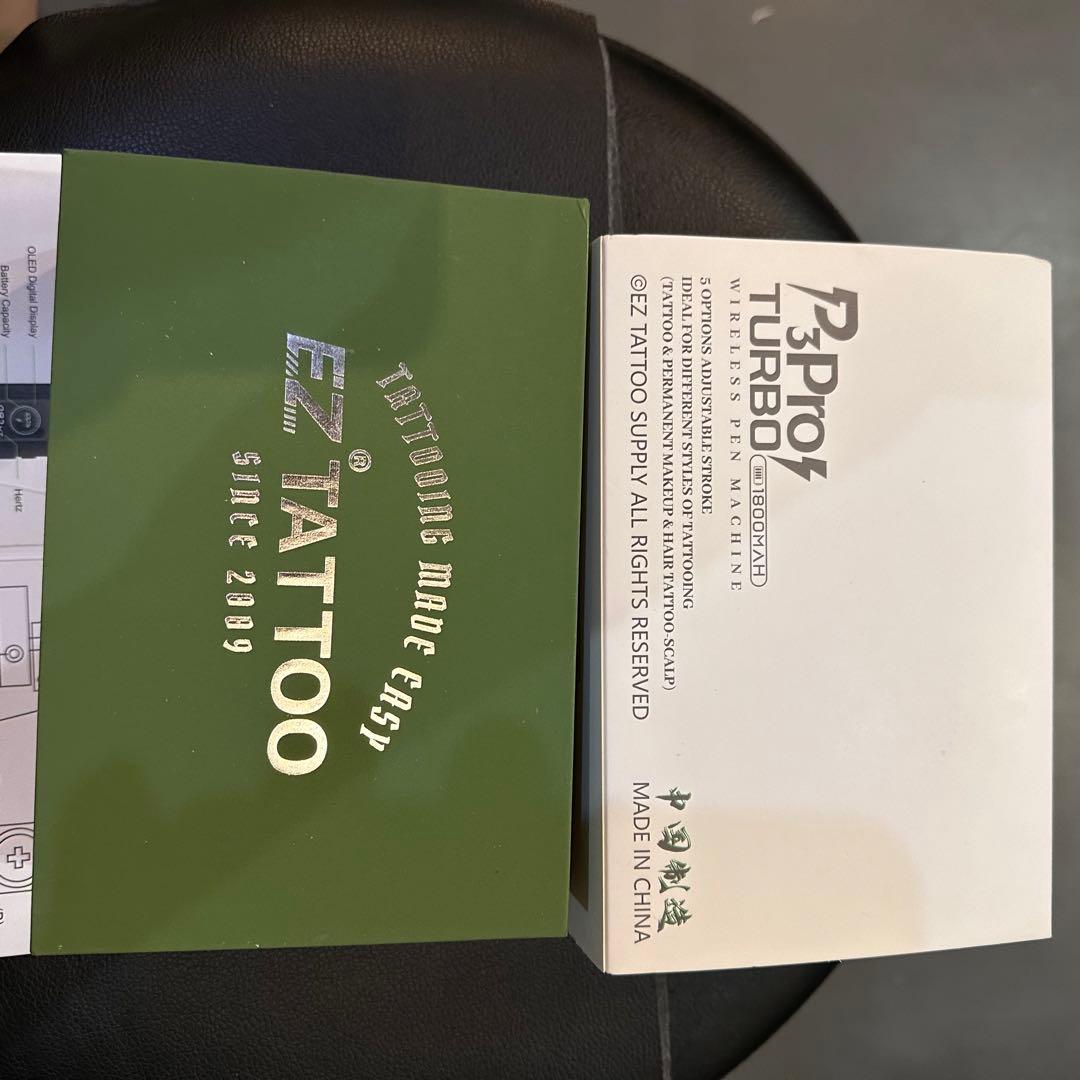 P3Pro
TURBO 1800MAH
WIRELESS PEN MACHINE
5 OPTIONS ADJUSTABLE STROKE
IDEAL FOR DIFFERENT STYLES OF TATTOOING
(TATTOO & PERMANENT MAKEUP & HAIR TATTOO-SCALP)
©EZ TATTOO SUPPLY ALL RIGHTS RESERVED
中国制造
MADE IN CHINA
TATTOOING MADE EASY
EZ® TATTOO
SINCE 2009
OLED Digital Display
Battery Capacity
Hertz